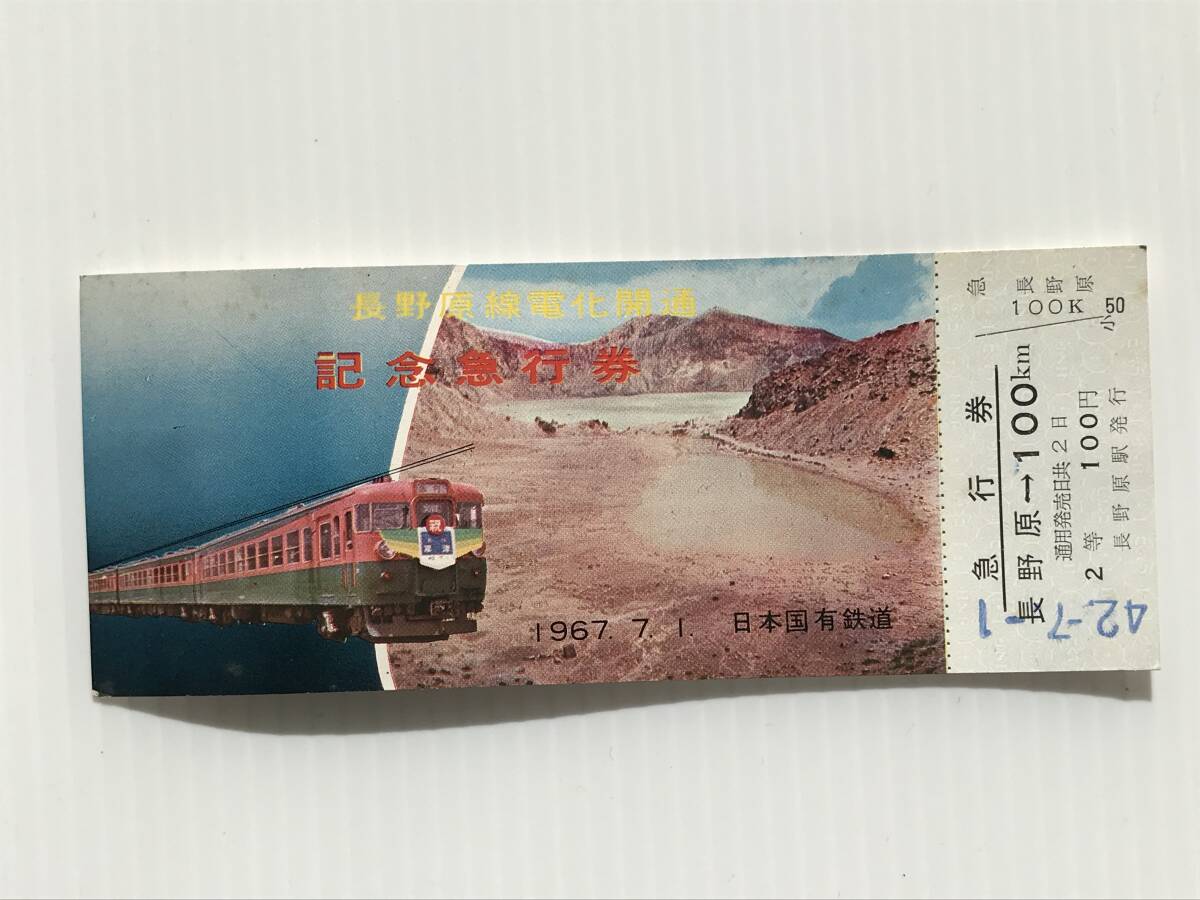 長野原線電化開通
記念急行券
祝
草津
1967. 7. 1.
日本国有鉄道
急行券
長野原→100km
通用発売日共2日
2等 100円
長野原駅発行
42.-7.-1
急
長野原
100K
小 50